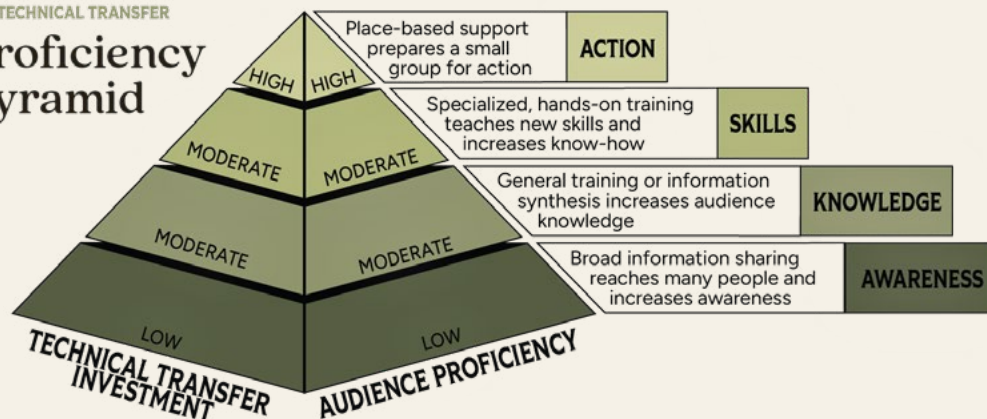 TECHNICAL TRANSFER
roficiency
yramid
HIGH
HIGH
Place-based support
prepares a small
group for action
ACTION
MODERATE
MODERATE
Specialized, hands-on training
teaches new skills and
increases know-how
SKILLS
MODERATE
MODERATE
General training or information
synthesis increases audience
knowledge
KNOWLEDGE
LOW
LOW
Broad information sharing
reaches many people and
increases awareness
AWARENESS
TECHNICAL TRANSFER
INVESTMENT
AUDIENCE PROFICIENCY